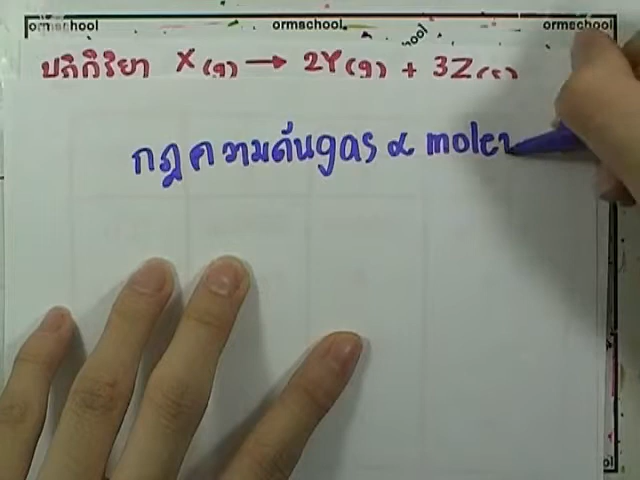 ormschool ormschool ormschool
ปฏิกิริยา X(g) → 2Y(g) + 3Z(s)
กฎความดันgas ∝ mole